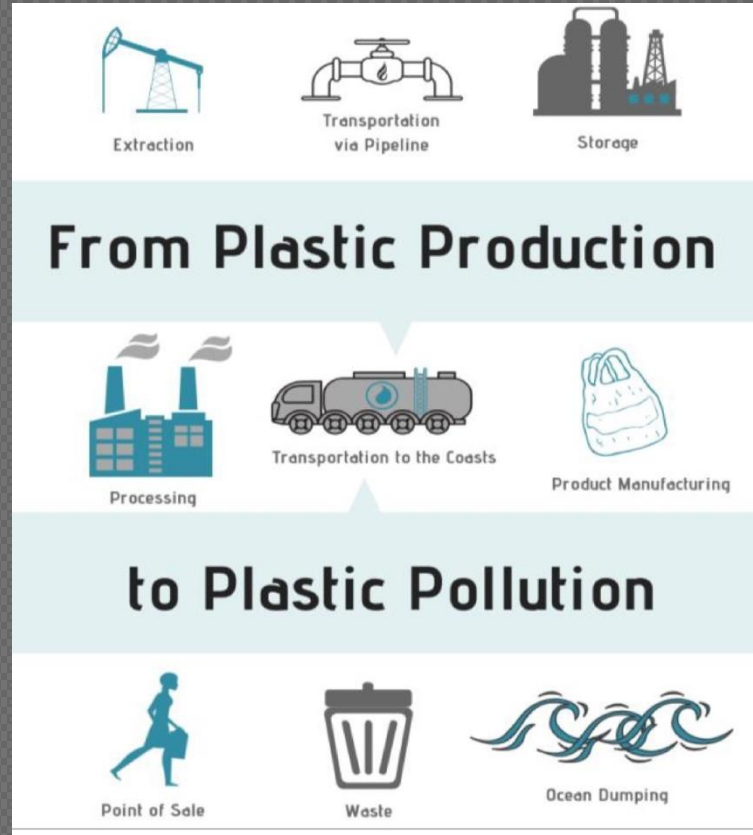 Extraction
Transportation
via Pipeline
Storage
From Plastic Production
Processing
Transportation to the Coasts
Product Manufacturing
to Plastic Pollution
Point of Sale
Waste
Ocean Dumping